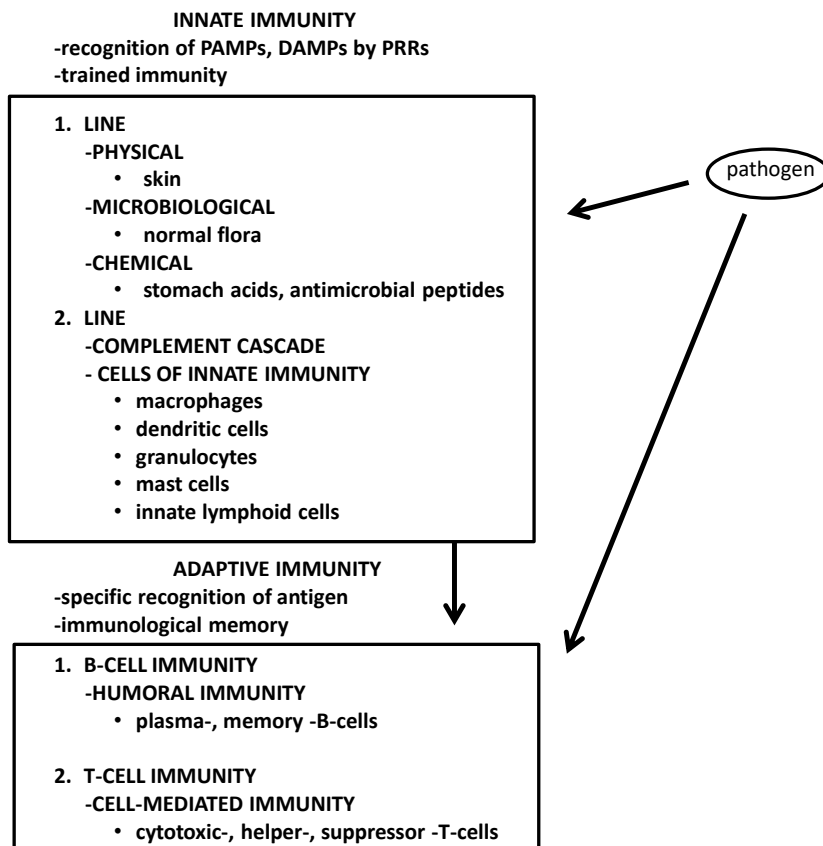 INNATE IMMUNITY
-recognition of PAMPs, DAMPs by PRRs
-trained immunity
1. LINE
-PHYSICAL
• skin
-MICROBIOLOGICAL
• normal flora
-CHEMICAL
• stomach acids, antimicrobial peptides
2. LINE
-COMPLEMENT CASCADE
- CELLS OF INNATE IMMUNITY
• macrophages
• dendritic cells
• granulocytes
• mast cells
• innate lymphoid cells
pathogen
ADAPTIVE IMMUNITY
-specific recognition of antigen
-immunological memory
1. B-CELL IMMUNITY
-HUMORAL IMMUNITY
• plasma-, memory -B-cells
2. T-CELL IMMUNITY
-CELL-MEDIATED IMMUNITY
• cytotoxic-, helper-, suppressor -T-cells